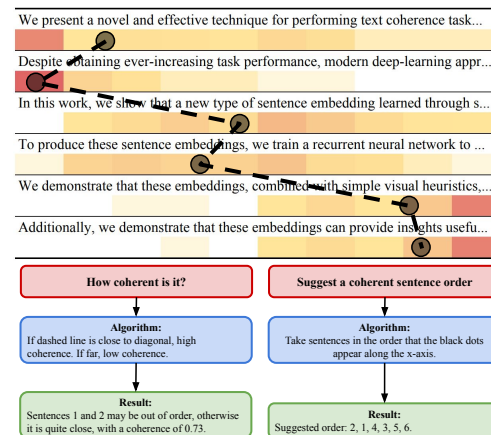 We present a novel and effective technique for performing text coherence task...
Despite obtaining ever-increasing task performance, modern deep-learning appr...
In this work, we show that a new type of sentence embedding learned through s...
To produce these sentence embeddings, we train a recurrent neural network to ...
We demonstrate that these embeddings, combined with simple visual heuristics,...
Additionally, we demonstrate that these embeddings can provide insights usefu...
How coherent is it?
Algorithm:
If dashed line is close to diagonal, high
coherence. If far, low coherence.
Result:
Sentences 1 and 2 may be out of order, otherwise
it is quite close, with a coherence of 0.73.
Suggest a coherent sentence order
Algorithm:
Take sentences in the order that the black dots
appear along the x-axis.
Result:
Suggested order: 2, 1, 4, 3, 5, 6.